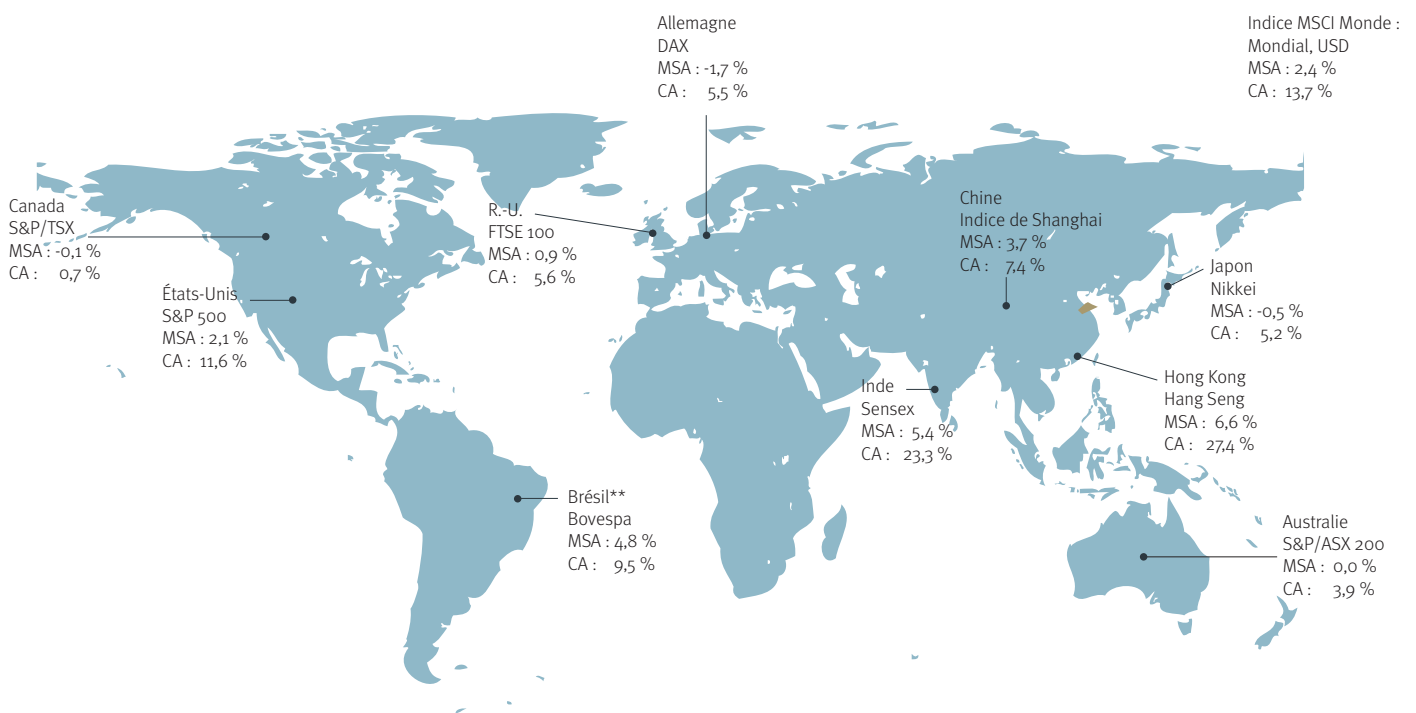 Allemagne
DAX
MSA : -1,7 %
CA : 5,5 %
Indice MSCI Monde :
Mondial, USD
MSA : 2,4 %
CA : 13,7 %
Canada
S&P/TSX
MSA : -0,1 %
CA : 0,7 %
États-Unis
S&P 500
MSA : 2,1 %
CA : 11,6 %
R.-U.
FTSE 100
MSA : 0,9 %
CA : 5,6 %
Chine
Indice de Shanghai
MSA : 3,7 %
CA : 7,4 %
Japon
Nikkei
MSA : -0,5 %
CA : 5,2 %
Inde
Sensex
MSA : 5,4 %
CA : 23,3 %
Hong Kong
Hang Seng
MSA : 6,6 %
CA : 27,4 %
Brésil**
Bovespa
MSA : 4,8 %
CA : 9,5 %
Australie
S&P/ASX 200
MSA : 0,0 %
CA : 3,9 %